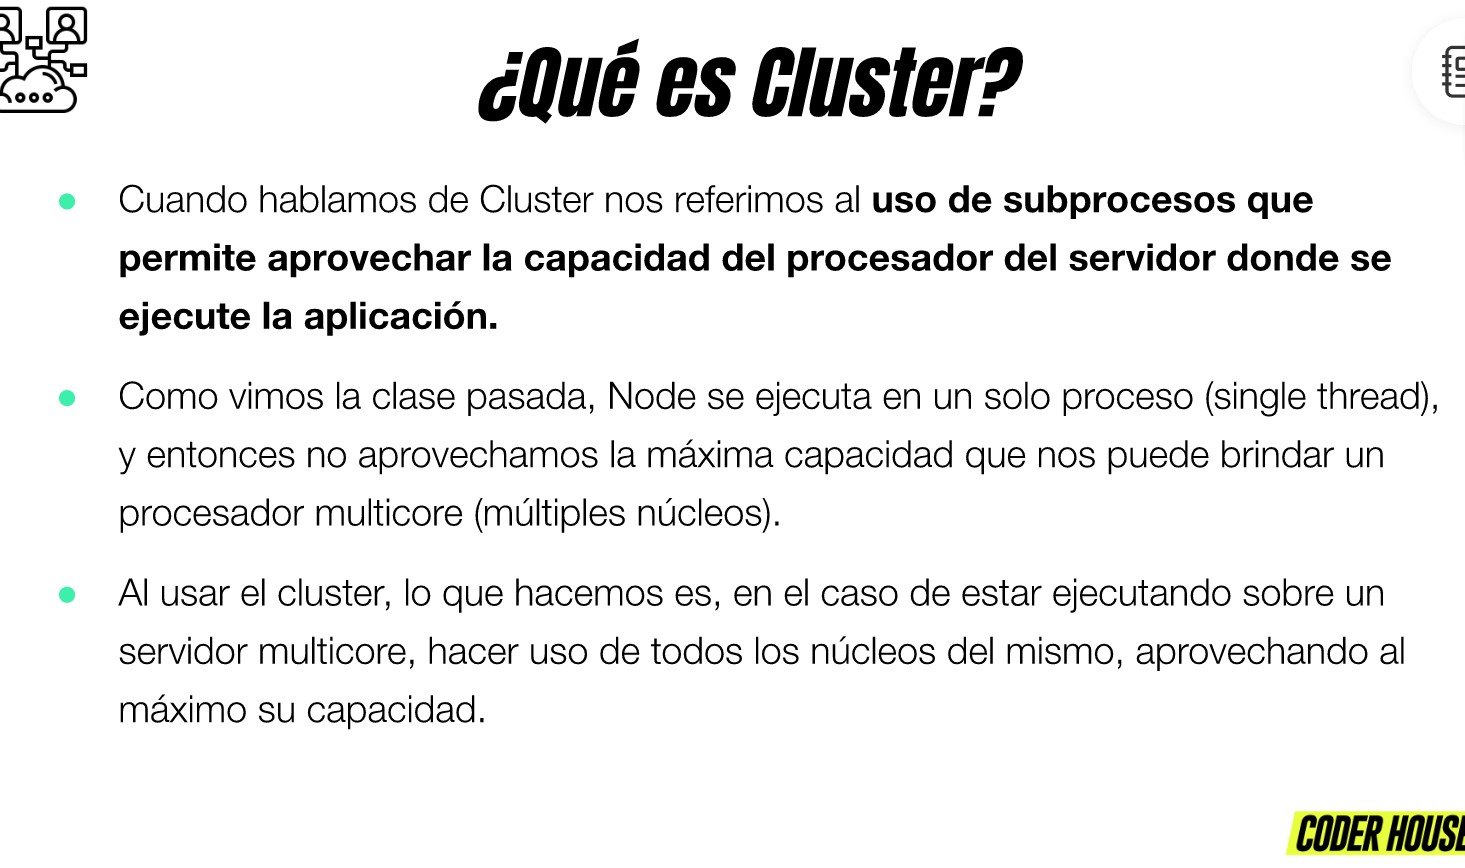 ¿Qué es Cluster?
Cuando hablamos de Cluster nos referimos al uso de subprocesos que
permite aprovechar la capacidad del procesador del servidor donde se
ejecute la aplicación.
Como vimos la clase pasada, Node se ejecuta en un solo proceso (single thread),
y entonces no aprovechamos la máxima capacidad que nos puede brindar un
procesador multicore (múltiples núcleos).
Al usar el cluster, lo que hacemos es, en el caso de estar ejecutando sobre un
servidor multicore, hacer uso de todos los núcleos del mismo, aprovechando al
máximo su capacidad.
CODER HOUSE